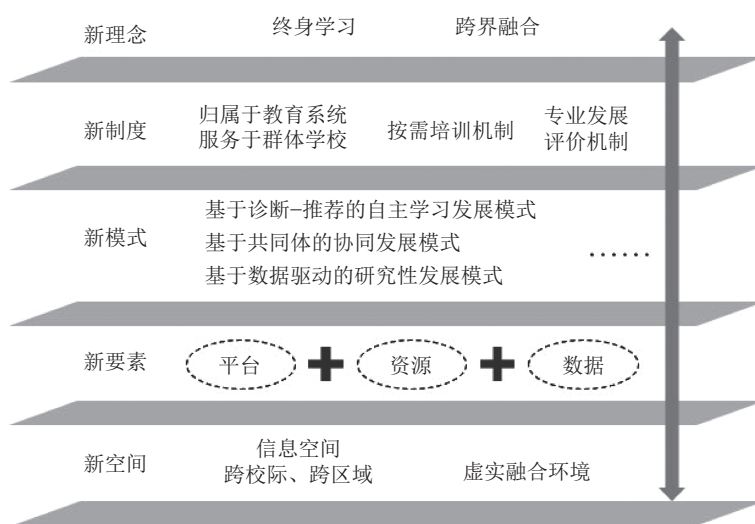 新理念
终身学习
跨界融合
新制度
归属于教育系统
服务于群体学校
按需培训机制
专业发展
评价机制
新模式
基于诊断–推荐的自主学习发展模式
基于共同体的协同发展模式
基于数据驱动的研究性发展模式
……
新要素
平台
资源
数据
新空间
信息空间
跨校际、跨区域
虚实融合环境